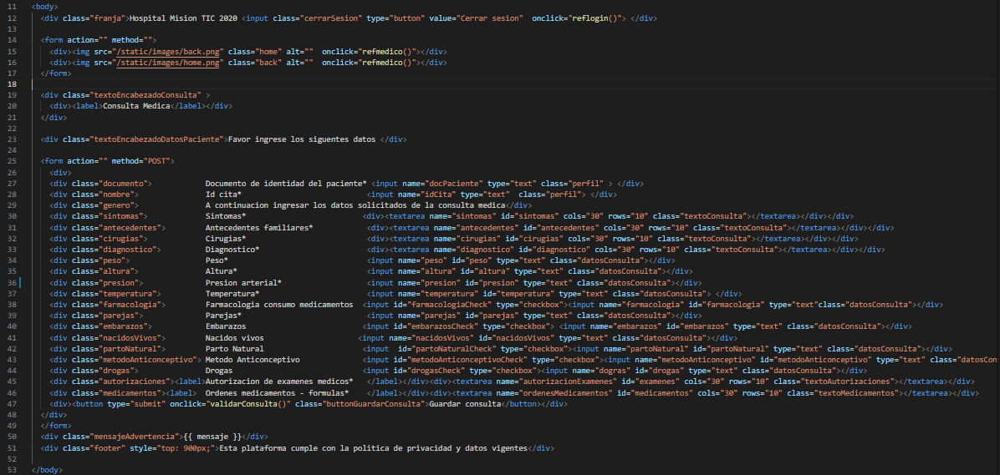 11 <body>
12 <div class="franja">Hospital Mision TIC 2020 <input class="cerrarSesion" type="button" value="Cerrar sesion"  onclick="reflogin()"> </div>
13
14 <form action="" method="">
15 <div><img src="/static/images/back.png" class="home" alt=""  onclick="refmedico()"></div>
16 <div><img src="/static/images/home.png" class="back" alt=""  onclick="refmedico()"></div>
17 </form>
18
19 <div class="textoEncabezadoConsulta" >
20 <div><label>Consulta Medica</label></div>
21 </div>
22
23 <div class="textoEncabezadoDatosPaciente">Favor ingrese los siguentes datos </div>
24
25 <form action="" method="POST">
26 <div>
27 <div class="documento"> Documento de identidad del paciente* <input name="docPaciente" type="text" class="perfil" > </div>
28 <div class="nombre"> Id cita* <input name="idCita" type="text"  class="perfil"> </div>
29 <div class="genero"> A continuacion ingresar los datos solicitados de la consulta medica</div>
30 <div class="sintomas"> Sintomas* <div><textarea name="sintomas" id="sintomas" cols="30" rows="10" class="textoConsulta"></textarea></div></div>
31 <div class="antecedentes"> Antecedentes familiares* <div><textarea name="antecedentes" id="antecedentes" cols="30" rows="10" class="textoConsulta"></textarea></div></div>
32 <div class="cirugias"> Cirugias* <div><textarea name="cirugias" id="cirugias" cols="30" rows="10" class="textoConsulta"></textarea></div></div>
33 <div class="diagnostico"> Diagnostico* <div><textarea name="diagnostico" id="diagnostico" cols="30" rows="10" class="textoConsulta"></textarea></div></div>
34 <div class="peso"> Peso* <input name="peso" id="peso" type="text" class="datosConsulta"></div>
35 <div class="altura"> Altura* <input name="altura" id="altura" type="text" class="datosConsulta"></div>
36 <div class="presion"> Presion arterial* <input name="presion" id="presion" type="text" class="datosConsulta"></div>
37 <div class="temperatura"> Temperatura* <input name="temperatura" id="temperatura" type="text" class="datosConsulta"> </div>
38 <div class="farmacologia"> Farmacologia consumo medicamentos <input id="farmacologiaCheck" type="checkbox"><input name="farmacologia" id="farmacologia" type="text"class="datosConsulta"></div>
39 <div class="parejas"> Parejas* <input name="parejas" id="parejas" type="text" class="datosConsulta"></div>
40 <div class="embarazos"> Embarazos <input id="embarazosCheck" type="checkbox"> <input name="embarazos" id="embarazos" type="text" class="datosConsulta"></div>
41 <div class="nacidosVivos"> Nacidos vivos <input name="nacidosVivos" id="nacidosVivos" type="text" class="datosConsulta"></div>
42 <div class="partoNatural"> Parto Natural <input  id="partoNaturalCheck" type="checkbox"><input name="partoNatural" id="partoNatural" type="text" class="datosConsulta"></div>
43 <div class="metodoAnticonceptivo"> Metodo Anticonceptivo <input id="metodoAnticonceptivoCheck" type="checkbox"><input name="metodoAnticonceptivo" id="metodoAnticonceptivo" type="text" class="datosCon
44 <div class="drogas"> Drogas <input id="drogasCheck" type="checkbox"><input name="dogras" id="drogas" type="text" class="datosConsulta"></div>
45 <div class="autorizaciones"><label>Autorizacion de examenes medicos* </label></div><div><textarea name="autorizacionExamenes" id="examenes" cols="30" rows="10" class="textoAutorizaciones"></textarea></div>
46 <div class="medicamentos"><label> Ordenes medicamentos - formulas* </label></div><div><textarea name="ordenesMedicamentos" id="medicamentos" cols="30" rows="10" class="textoMedicamentos"></textarea></div>
47 <div><button type="submit" onclick="validarConsulta()" class="buttonGuardarConsulta">Guardar consulta</button></div>
48 </div>
49 </form>
50 <div class="mensajeAdvertencia">{{ mensaje }}</div>
51 <div class="footer" style="top: 900px;">Esta plataforma cumple con la politica de privacidad y datos vigentes</div>
52
53 </body>